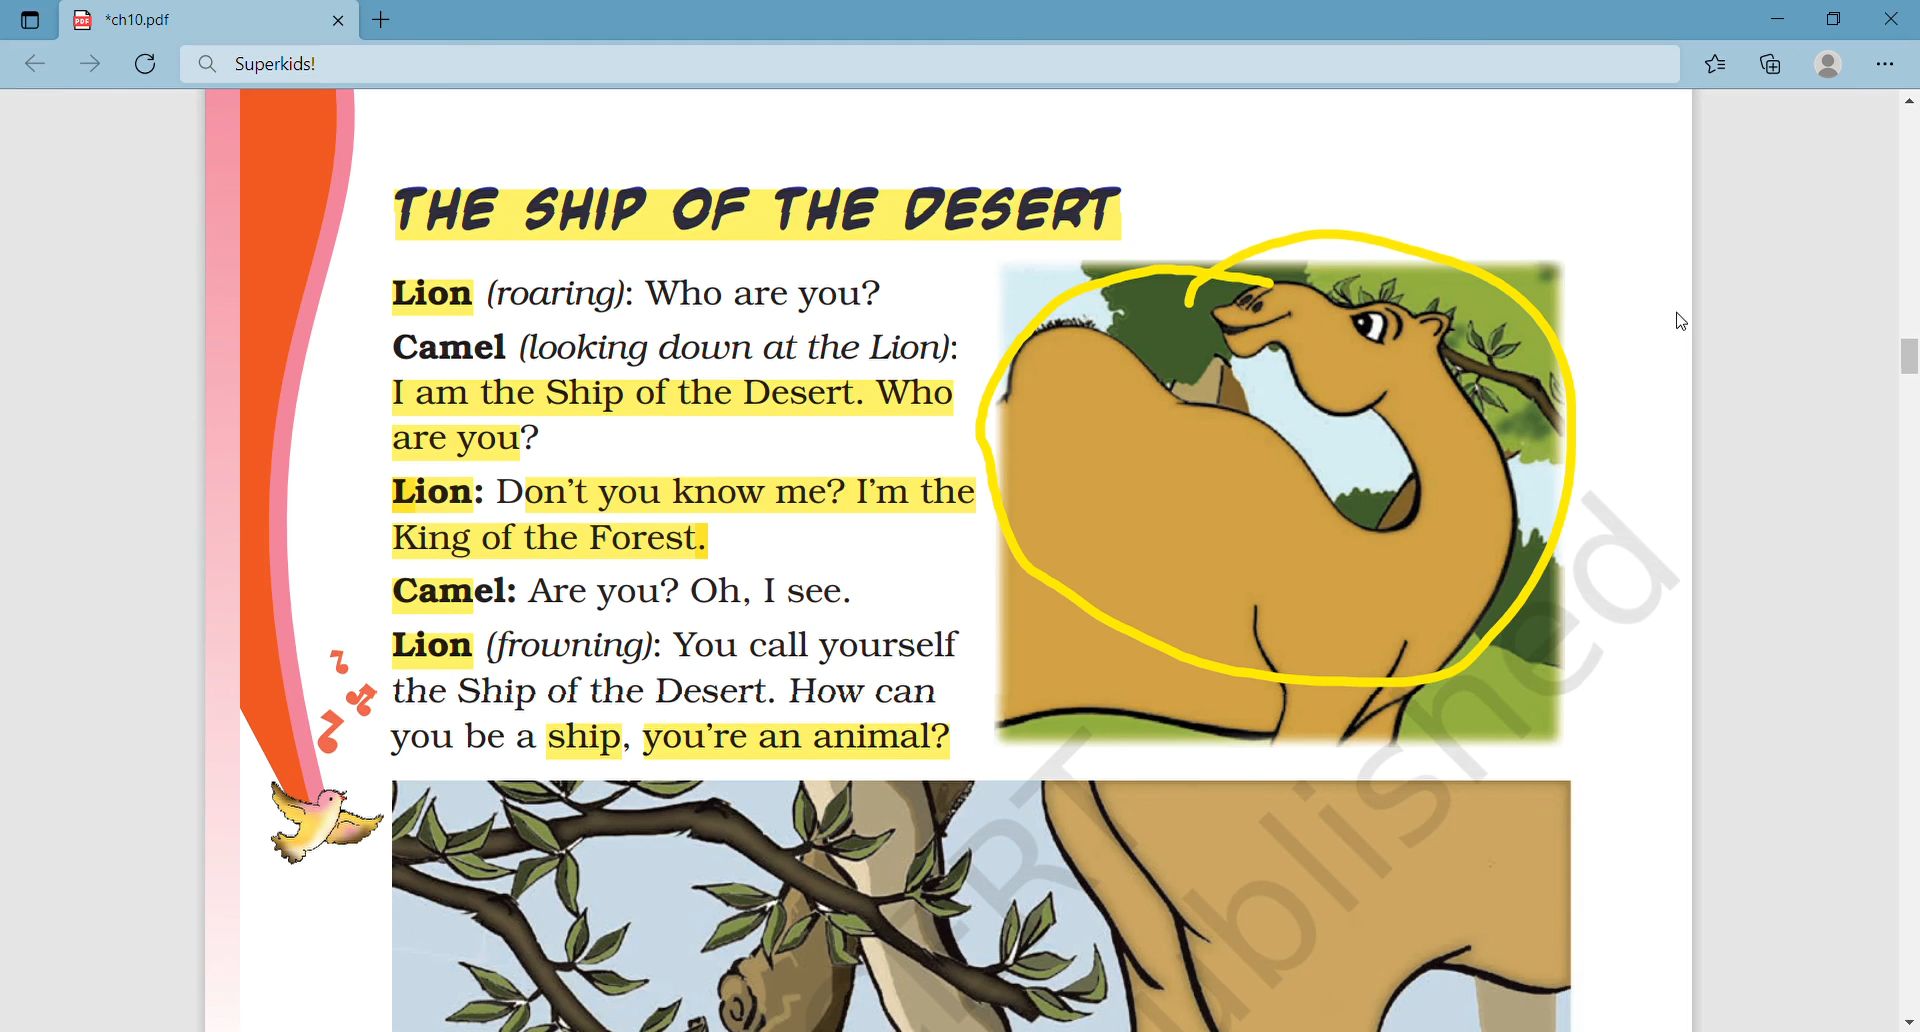 *ch10.pdf
Superkids!
THE SHIP OF THE DESERT
Lion (roaring): Who are you?
Camel (looking down at the Lion):
I am the Ship of the Desert. Who
are you?
Lion: Don't you know me? I'm the
King of the Forest.
Camel: Are you? Oh, I see.
Lion (frowning): You call yourself
the Ship of the Desert. How can
you be a ship, you're an animal?